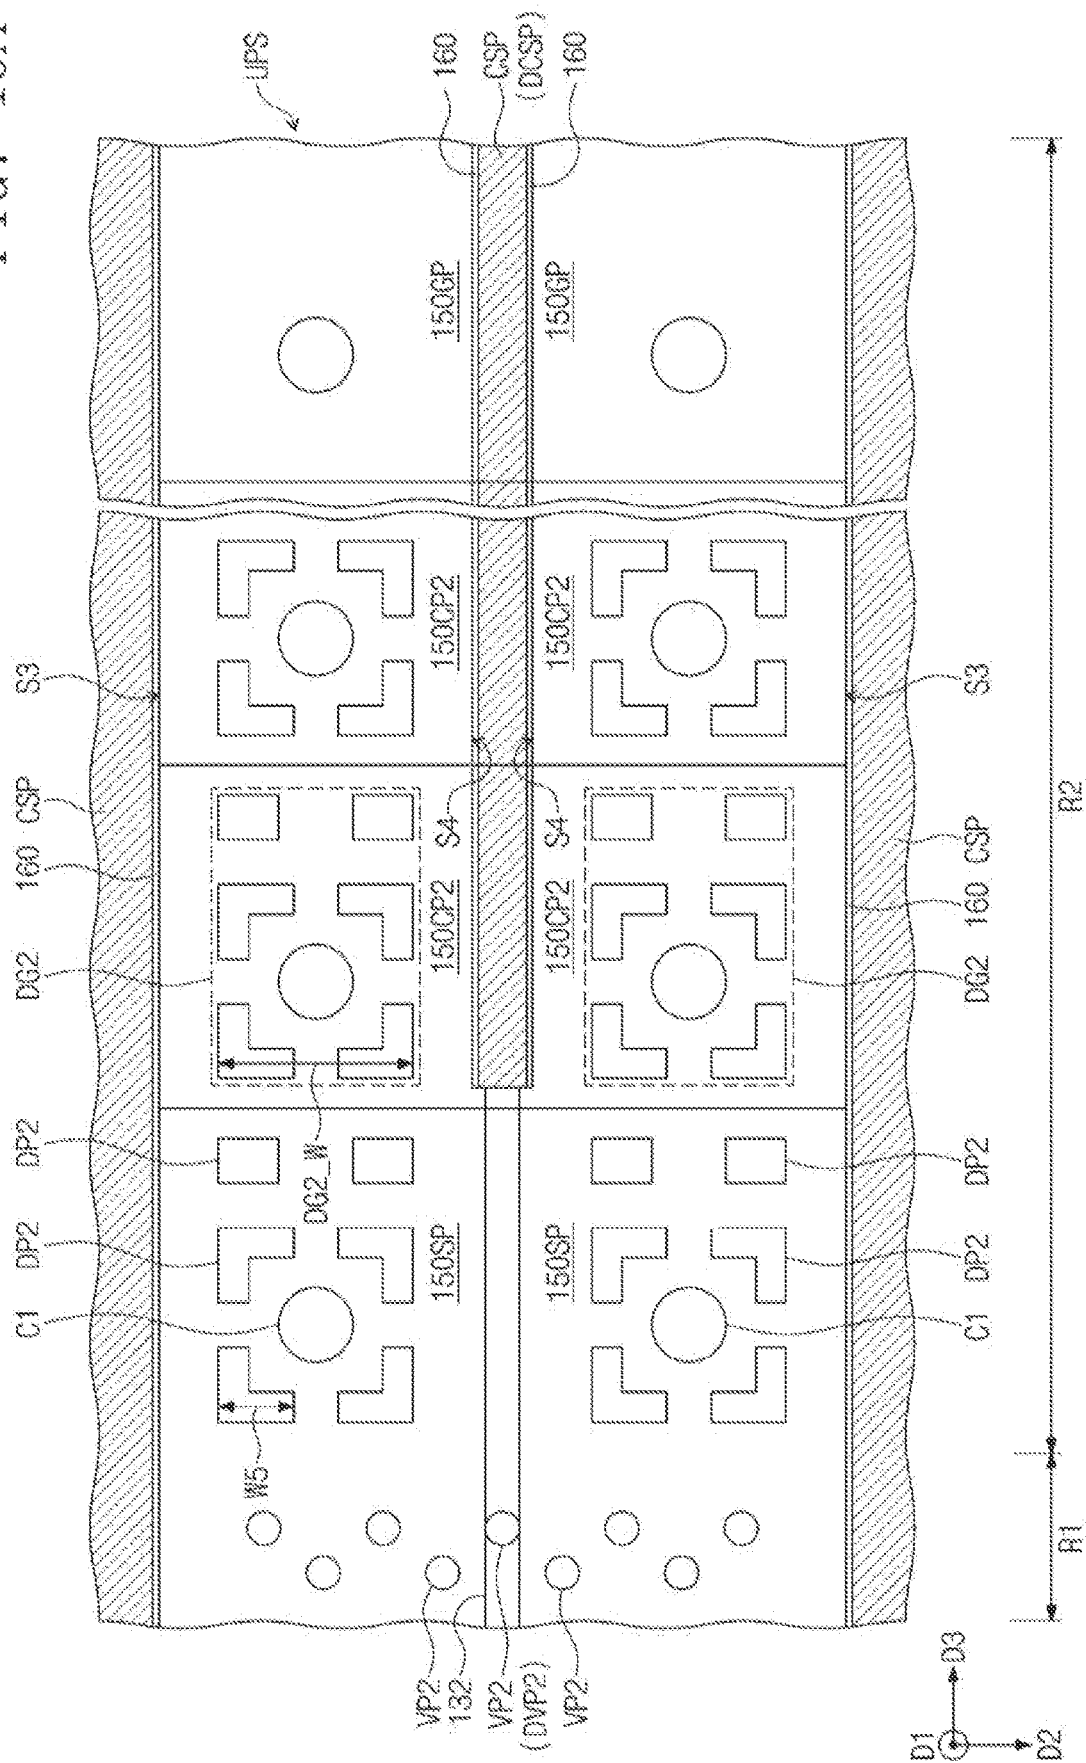 FIG.
C1
DP2
DP2
DG2
160
CSP
S3
W5
UPS
DG2_W
VP2
150SP
150CP2
150CP2
150GP
160
132
S4
VP2
(DVP2)
CSP
(DCSP)
S4
VP2
150SP
150CP2
150CP2
150GP
160
C1
DP2
DP2
DG2
160
CSP
S3
D1
D3
D2
R1
R2